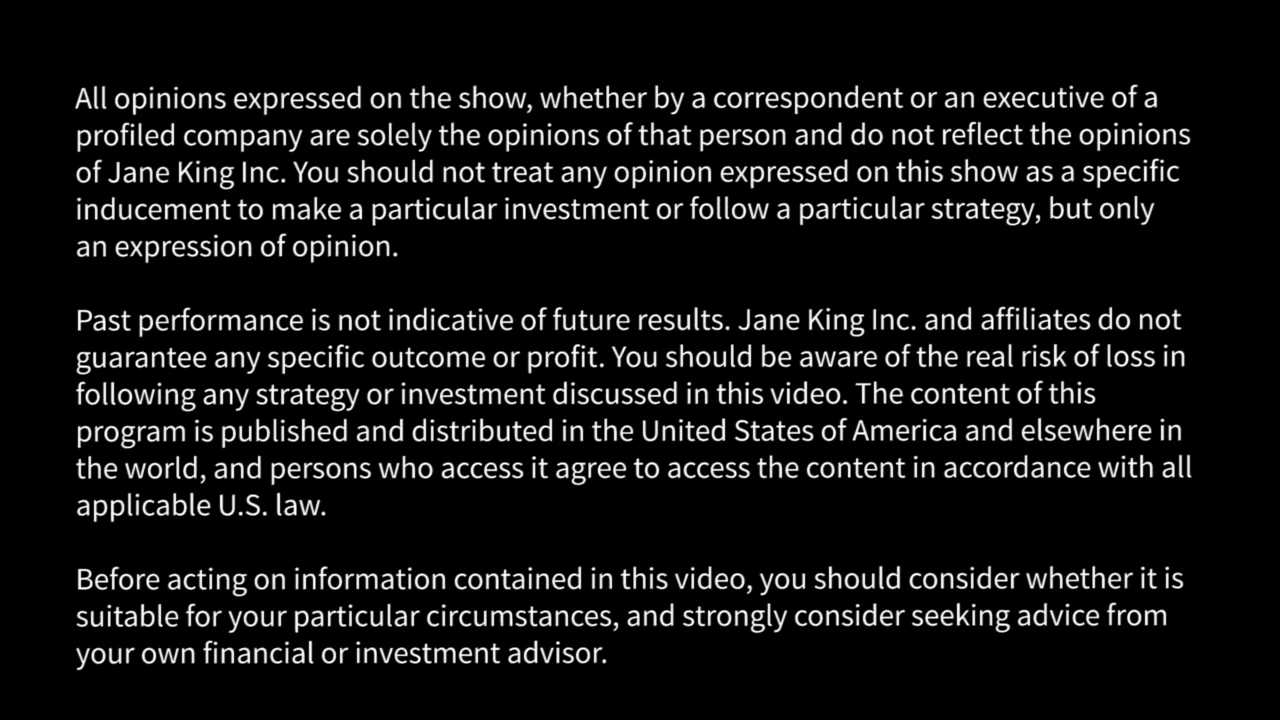 All opinions expressed on the show, whether by a correspondent or an executive of a
profiled company are solely the opinions of that person and do not reflect the opinions
of Jane King Inc. You should not treat any opinion expressed on this show as a specific
inducement to make a particular investment or follow a particular strategy, but only
an expression of opinion.
Past performance is not indicative of future results. Jane King Inc. and affiliates do not
guarantee any specific outcome or profit. You should be aware of the real risk of loss in
following any strategy or investment discussed in this video. The content of this
program is published and distributed in the United States of America and elsewhere in
the world, and persons who access it agree to access the content in accordance with all
applicable U.S. law.
Before acting on information contained in this video, you should consider whether it is
suitable for your particular circumstances, and strongly consider seeking advice from
your own financial or investment advisor.